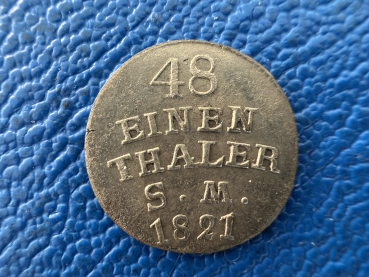 48
EINEN
THALER
S. M.
1821